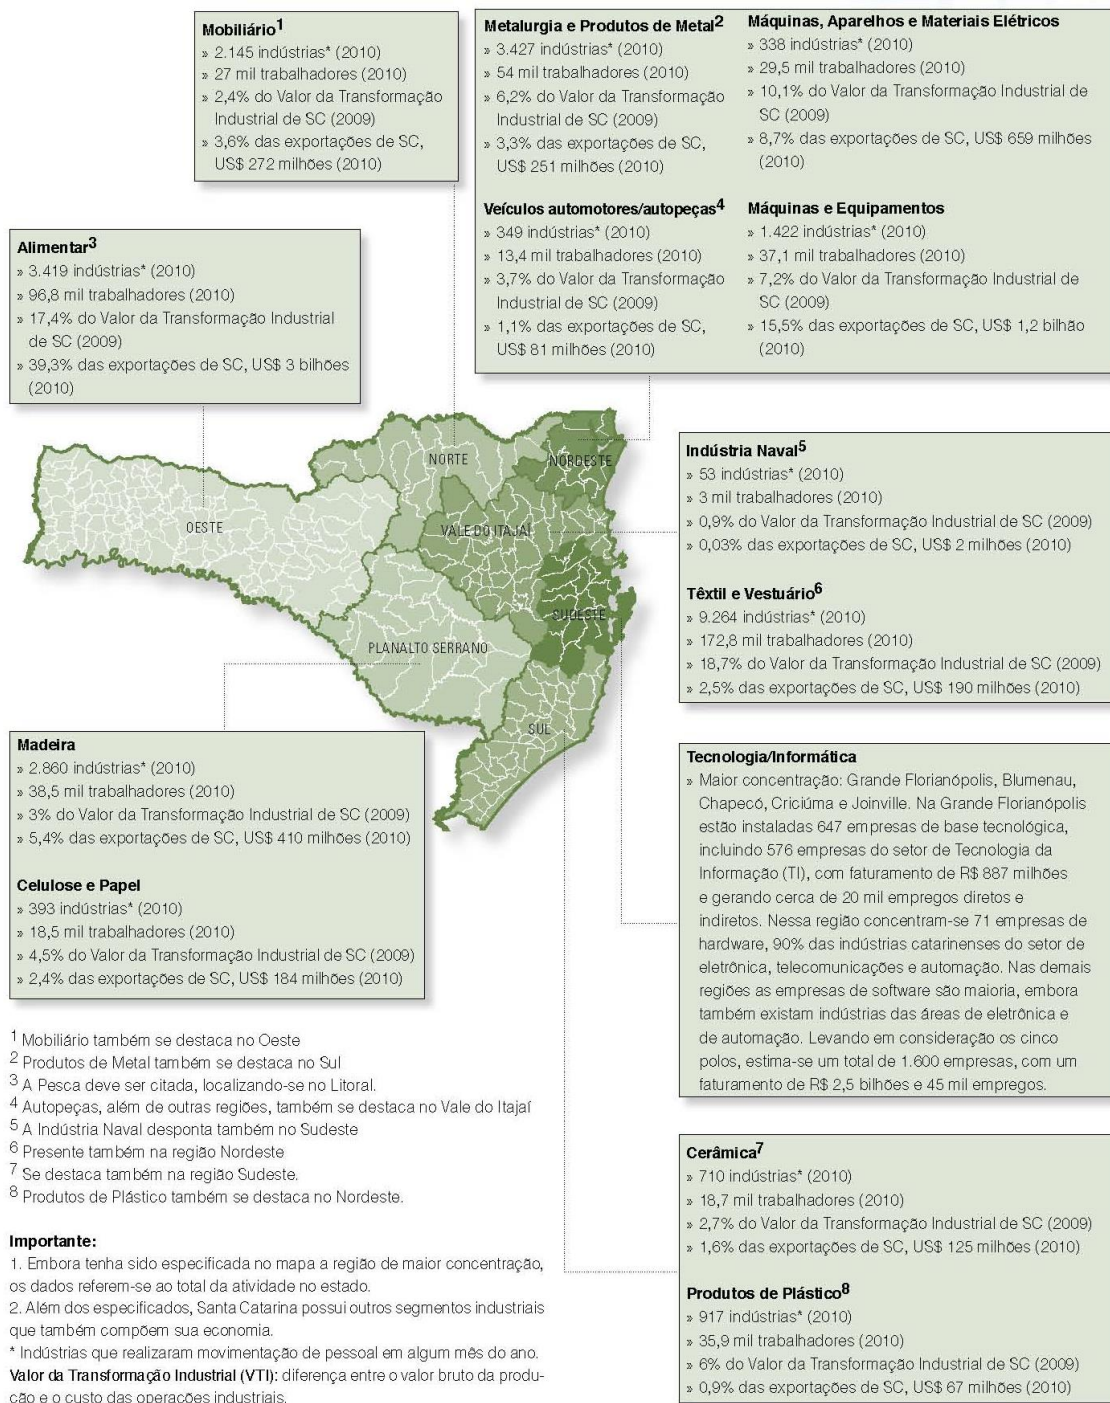 Mobiliário1
» 2.145 indústrias* (2010)
» 27 mil trabalhadores (2010)
» 2,4% do Valor da Transformação
Industrial de SC (2009)
» 3,6% das exportações de SC,
US$ 272 milhões (2010)
Metalurgia e Produtos de Metal2
» 3.427 indústrias* (2010)
» 54 mil trabalhadores (2010)
» 6,2% do Valor da Transformação
Industrial de SC (2009)
» 3,3% das exportações de SC,
US$ 251 milhões (2010)
Máquinas, Aparelhos e Materiais Elétricos
» 338 indústrias* (2010)
» 29,5 mil trabalhadores (2010)
» 10,1% do Valor da Transformação Industrial de
SC (2009)
» 8,7% das exportações de SC, US$ 659 milhões
(2010)
Veículos automotores/autopeças4
» 349 indústrias* (2010)
» 13,4 mil trabalhadores (2010)
» 3,7% do Valor da Transformação
Industrial de SC (2009)
» 1,1% das exportações de SC,
US$ 81 milhões (2010)
Máquinas e Equipamentos
» 1.422 indústrias* (2010)
» 37,1 mil trabalhadores (2010)
» 7,2% do Valor da Transformação Industrial de
SC (2009)
» 15,5% das exportações de SC, US$ 1,2 bilhão
(2010)
Alimentar3
» 3.419 indústrias* (2010)
» 96,8 mil trabalhadores (2010)
» 17,4% do Valor da Transformação Industrial
de SC (2009)
» 39,3% das exportações de SC, US$ 3 bilhões
(2010)
NORTE
NORDESTE
OESTE
VALE DO ITAJAÍ
SUDESTE
PLANALTO SERRANO
SUL
Indústria Naval5
» 53 indústrias* (2010)
» 3 mil trabalhadores (2010)
» 0,9% do Valor da Transformação Industrial de SC (2009)
» 0,03% das exportações de SC, US$ 2 milhões (2010)
Têxtil e Vestuário6
» 9.264 indústrias* (2010)
» 172,8 mil trabalhadores (2010)
» 18,7% do Valor da Transformação Industrial de SC (2009)
» 2,5% das exportações de SC, US$ 190 milhões (2010)
Madeira
» 2.860 indústrias* (2010)
» 38,5 mil trabalhadores (2010)
» 3% do Valor da Transformação Industrial de SC (2009)
» 5,4% das exportações de SC, US$ 410 milhões (2010)
Celulose e Papel
» 393 indústrias* (2010)
» 18,5 mil trabalhadores (2010)
» 4,5% do Valor da Transformação Industrial de SC (2009)
» 2,4% das exportações de SC, US$ 184 milhões (2010)
Tecnologia/Informática
» Maior concentração: Grande Florianópolis, Blumenau,
Chapecó, Criciúma e Joinville. Na Grande Florianópolis
estão instaladas 647 empresas de base tecnológica,
incluindo 576 empresas do setor de Tecnologia da
Informação (TI), com faturamento de R$ 887 milhões
e gerando cerca de 20 mil empregos diretos e
indiretos. Nessa região concentram-se 71 empresas de
hardware, 90% das indústrias catarinenses do setor de
eletrônica, telecomunicações e automação. Nas demais
regiões as empresas de software são maioria, embora
também existam indústrias das áreas de eletrônica e
de automação. Levando em consideração os cinco
polos, estima-se um total de 1.600 empresas, com um
faturamento de R$ 2,5 bilhões e 45 mil empregos.
1 Mobiliário também se destaca no Oeste
2 Produtos de Metal também se destaca no Sul
3 A Pesca deve ser citada, localizando-se no Litoral.
4 Autopeças, além de outras regiões, também se destaca no Vale do Itajaí
5 A Indústria Naval desponta também no Sudeste
6 Presente também na região Nordeste
7 Se destaca também na região Sudeste.
8 Produtos de Plástico também se destaca no Nordeste.
Importante:
1. Embora tenha sido especificada no mapa a região de maior concentração,
os dados referem-se ao total da atividade no estado.
2. Além dos especificados, Santa Catarina possui outros segmentos industriais
que também compõem sua economia.
* Indústrias que realizaram movimentação de pessoal em algum mês do ano.
Valor da Transformação Industrial (VTI): diferença entre o valor bruto da produ-
ção e o custo das operações industriais.
Cerâmica7
» 710 indústrias* (2010)
» 18,7 mil trabalhadores (2010)
» 2,7% do Valor da Transformação Industrial de SC (2009)
» 1,6% das exportações de SC, US$ 125 milhões (2010)
Produtos de Plástico8
» 917 indústrias* (2010)
» 35,9 mil trabalhadores (2010)
» 6% do Valor da Transformação Industrial de SC (2009)
» 0,9% das exportações de SC, US$ 67 milhões (2010)